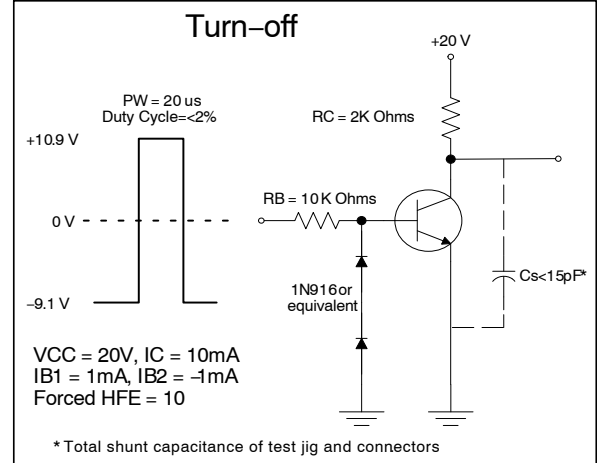 Turn–off
+20 V
PW = 20 us
Duty Cycle=<2%
RC = 2K Ohms
+10.9 V
RB = 10 K Ohms
0 V
1N916 or
equivalent
Cs<15pF*
–9.1 V
VCC = 20V, IC = 10mA
IB1 = 1mA, IB2 = –1mA
Forced HFE = 10
* Total shunt capacitance of test jig and connectors